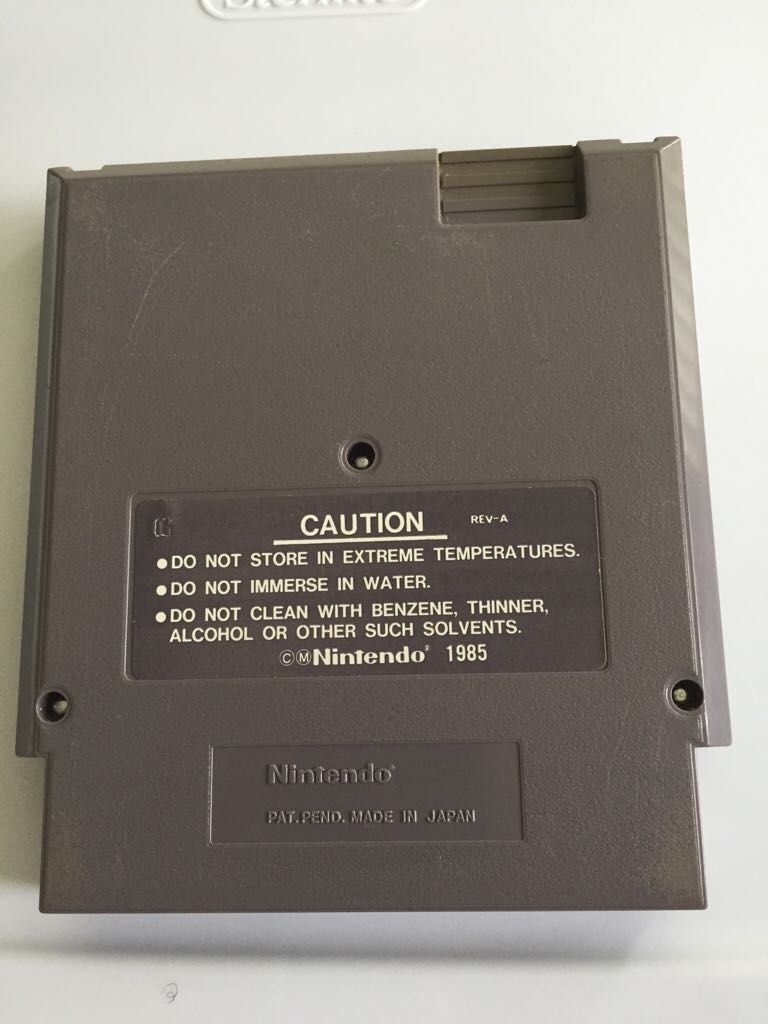 CAUTION REV-A
● DO NOT STORE IN EXTREME TEMPERATURES.
● DO NOT IMMERSE IN WATER.
● DO NOT CLEAN WITH BENZENE, THINNER,
ALCOHOL OR OTHER SUCH SOLVENTS.
ⒸⓂNintendo® 1985
Nintendo®
PAT. PEND. MADE IN JAPAN